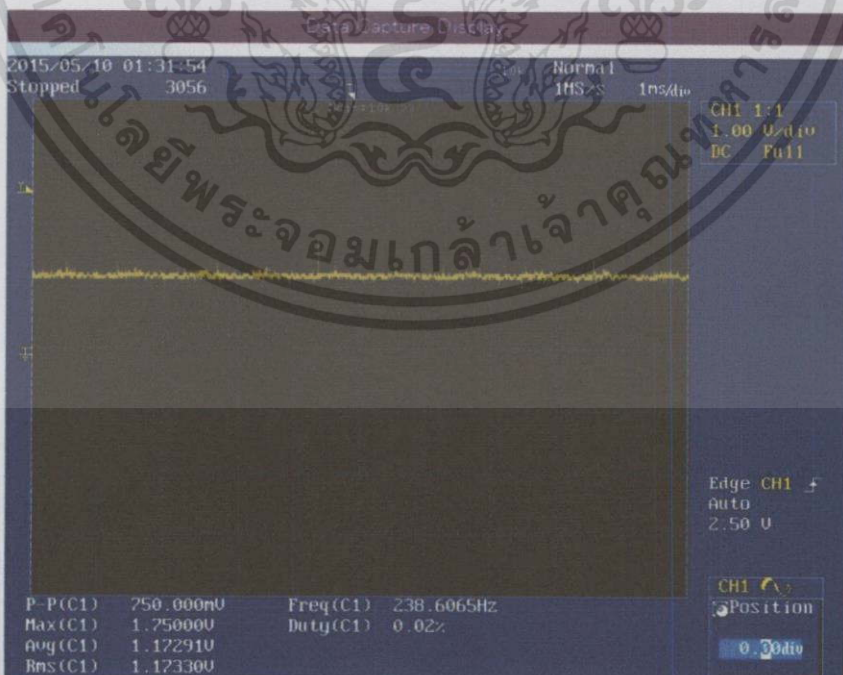 Data Capture Display
2015/05/10 01:31:54
Stopped 3056
Normal
1MS/s 1ms/div
CH1 1:1
1.00 V/div
DC Full
พระจอมเกล้าเจ้าคุณทหาร
Edge CH1
Auto
2.50 V
CH1
Position
0.00div
P-P(C1) 750.000mV Freq(C1) 238.6065Hz
Max(C1) 1.75000V Duty(C1) 0.02%
Avg(C1) 1.17291V
Rms(C1) 1.17330V